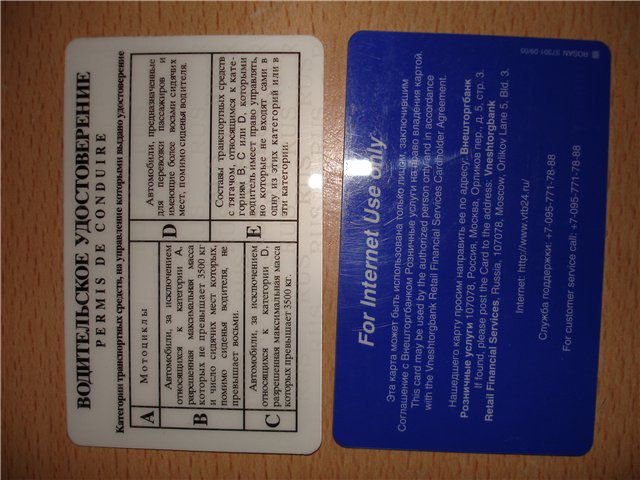 ВОДИТЕЛЬСКОЕ УДОСТОВЕРЕНИЕ
PERMIS DE CONDUIRE
Категории транспортных средств, на управление которыми выдано удостоверение
A
Мотоциклы
B
Автомобили, за исключением
относящихся к категории A,
разрешенная максимальная масса
которых не превышает 3500 кг
и число сидячих мест которых,
помимо сиденья водителя, не
превышает восьми.
C
Автомобили, за исключением
относящихся к категории D,
разрешенная максимальная масса
которых превышает 3500 кг.
D
Автомобили, предназначенные
для перевозки пассажиров и
имеющие более восьми сидячих
мест, помимо сиденья водителя.
E
Составы транспортных средств
с тягачом, относящимся к кате-
гориям B, C или D, которыми
водитель имеет право управлять,
но которые не входят сами в
одну из этих категорий или в
эти категории.
ROSAN 37301 09/05
For Internet Use only
Эта карта может быть использована только лицом, заключившим
Соглашение с Внешторгбанком Розничные услуги на право владения картой.
This card may be used by the authorized person only and in accordance
with the Vneshtorgbank Retail Financial Services Cardholder Agreement.
Нашедшего карту просим направить ее по адресу: Внешторгбанк
Розничные услуги 107078, Россия, Москва, Орликов пер., д. 5, стр. 3.
If found, please post the Card to the address: Vneshtorgbank
Retail Financial Services, Russia, 107078, Moscow, Orlikov Lane 5, Bld. 3.
Internet: http://www.vtb24.ru/
Служба поддержки: +7-095-771-78-88
For customer service call: +7-095-771-78-88